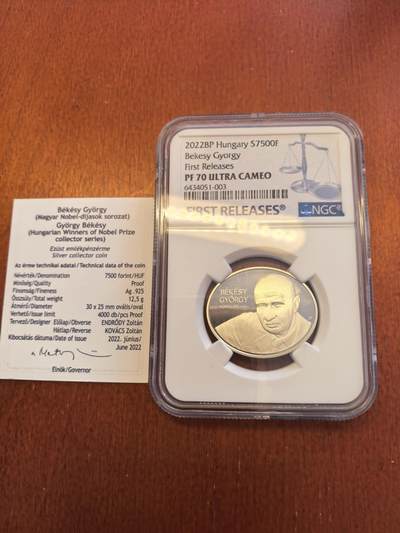 2022BP Hungary S7500F
Bekesy Gyorgy
First Releases
PF 70 ULTRA CAMEO
6434051-003
FIRST RELEASES®
NGC
BÉKÉSY
GYÖRGY
Békésy György
(Magyar Nobel-díjasok sorozat)
György Békésy
(Hungarian Winners of Nobel Prize
collector series)
Ezüst emlékpénzérme
Silver collector coin
Az érme technikai adatai / Technical data of the coin
Névérték/Denomination 7500 forint/HUF
Minőség/Quality Proof
Finomság/Fineness Ag .925
Összsúly/Total weight 12,5 g
Átmérő/Diameter 30 x 25 mm ovális/oval
Verhető/Issue limit 4000 db/pcs Proof
Tervező/Designer Előlap/Obverse ENDRŐDY Zoltán
Hátlap/Reverse KOVÁCS Zoltán
Kibocsátás dátuma/Date of issue 2022. június/
June 2022
Elnök/Governor